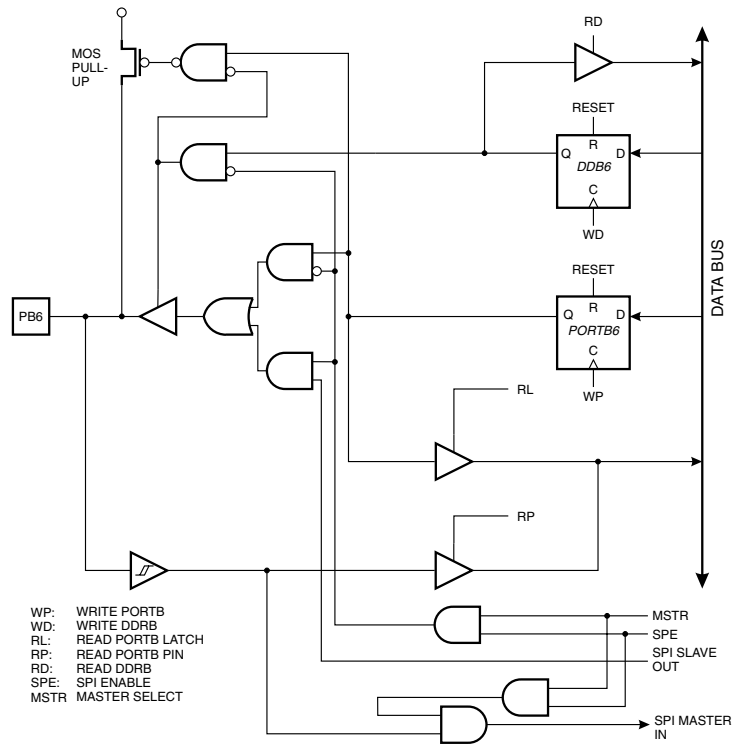 RD
MOS
PULL-
UP
RESET
R
Q
D
DDB6
C
WD
DATA BUS
RESET
R
Q
D
PORTB6
C
WP
PB6
RL
RP
WP: WRITE PORTB
WD: WRITE DDRB
RL: READ PORTB LATCH
RP: READ PORTB PIN
RD: READ DDRB
SPE: SPI ENABLE
MSTR MASTER SELECT
MSTR
SPE
SPI SLAVE
OUT
SPI MASTER
IN